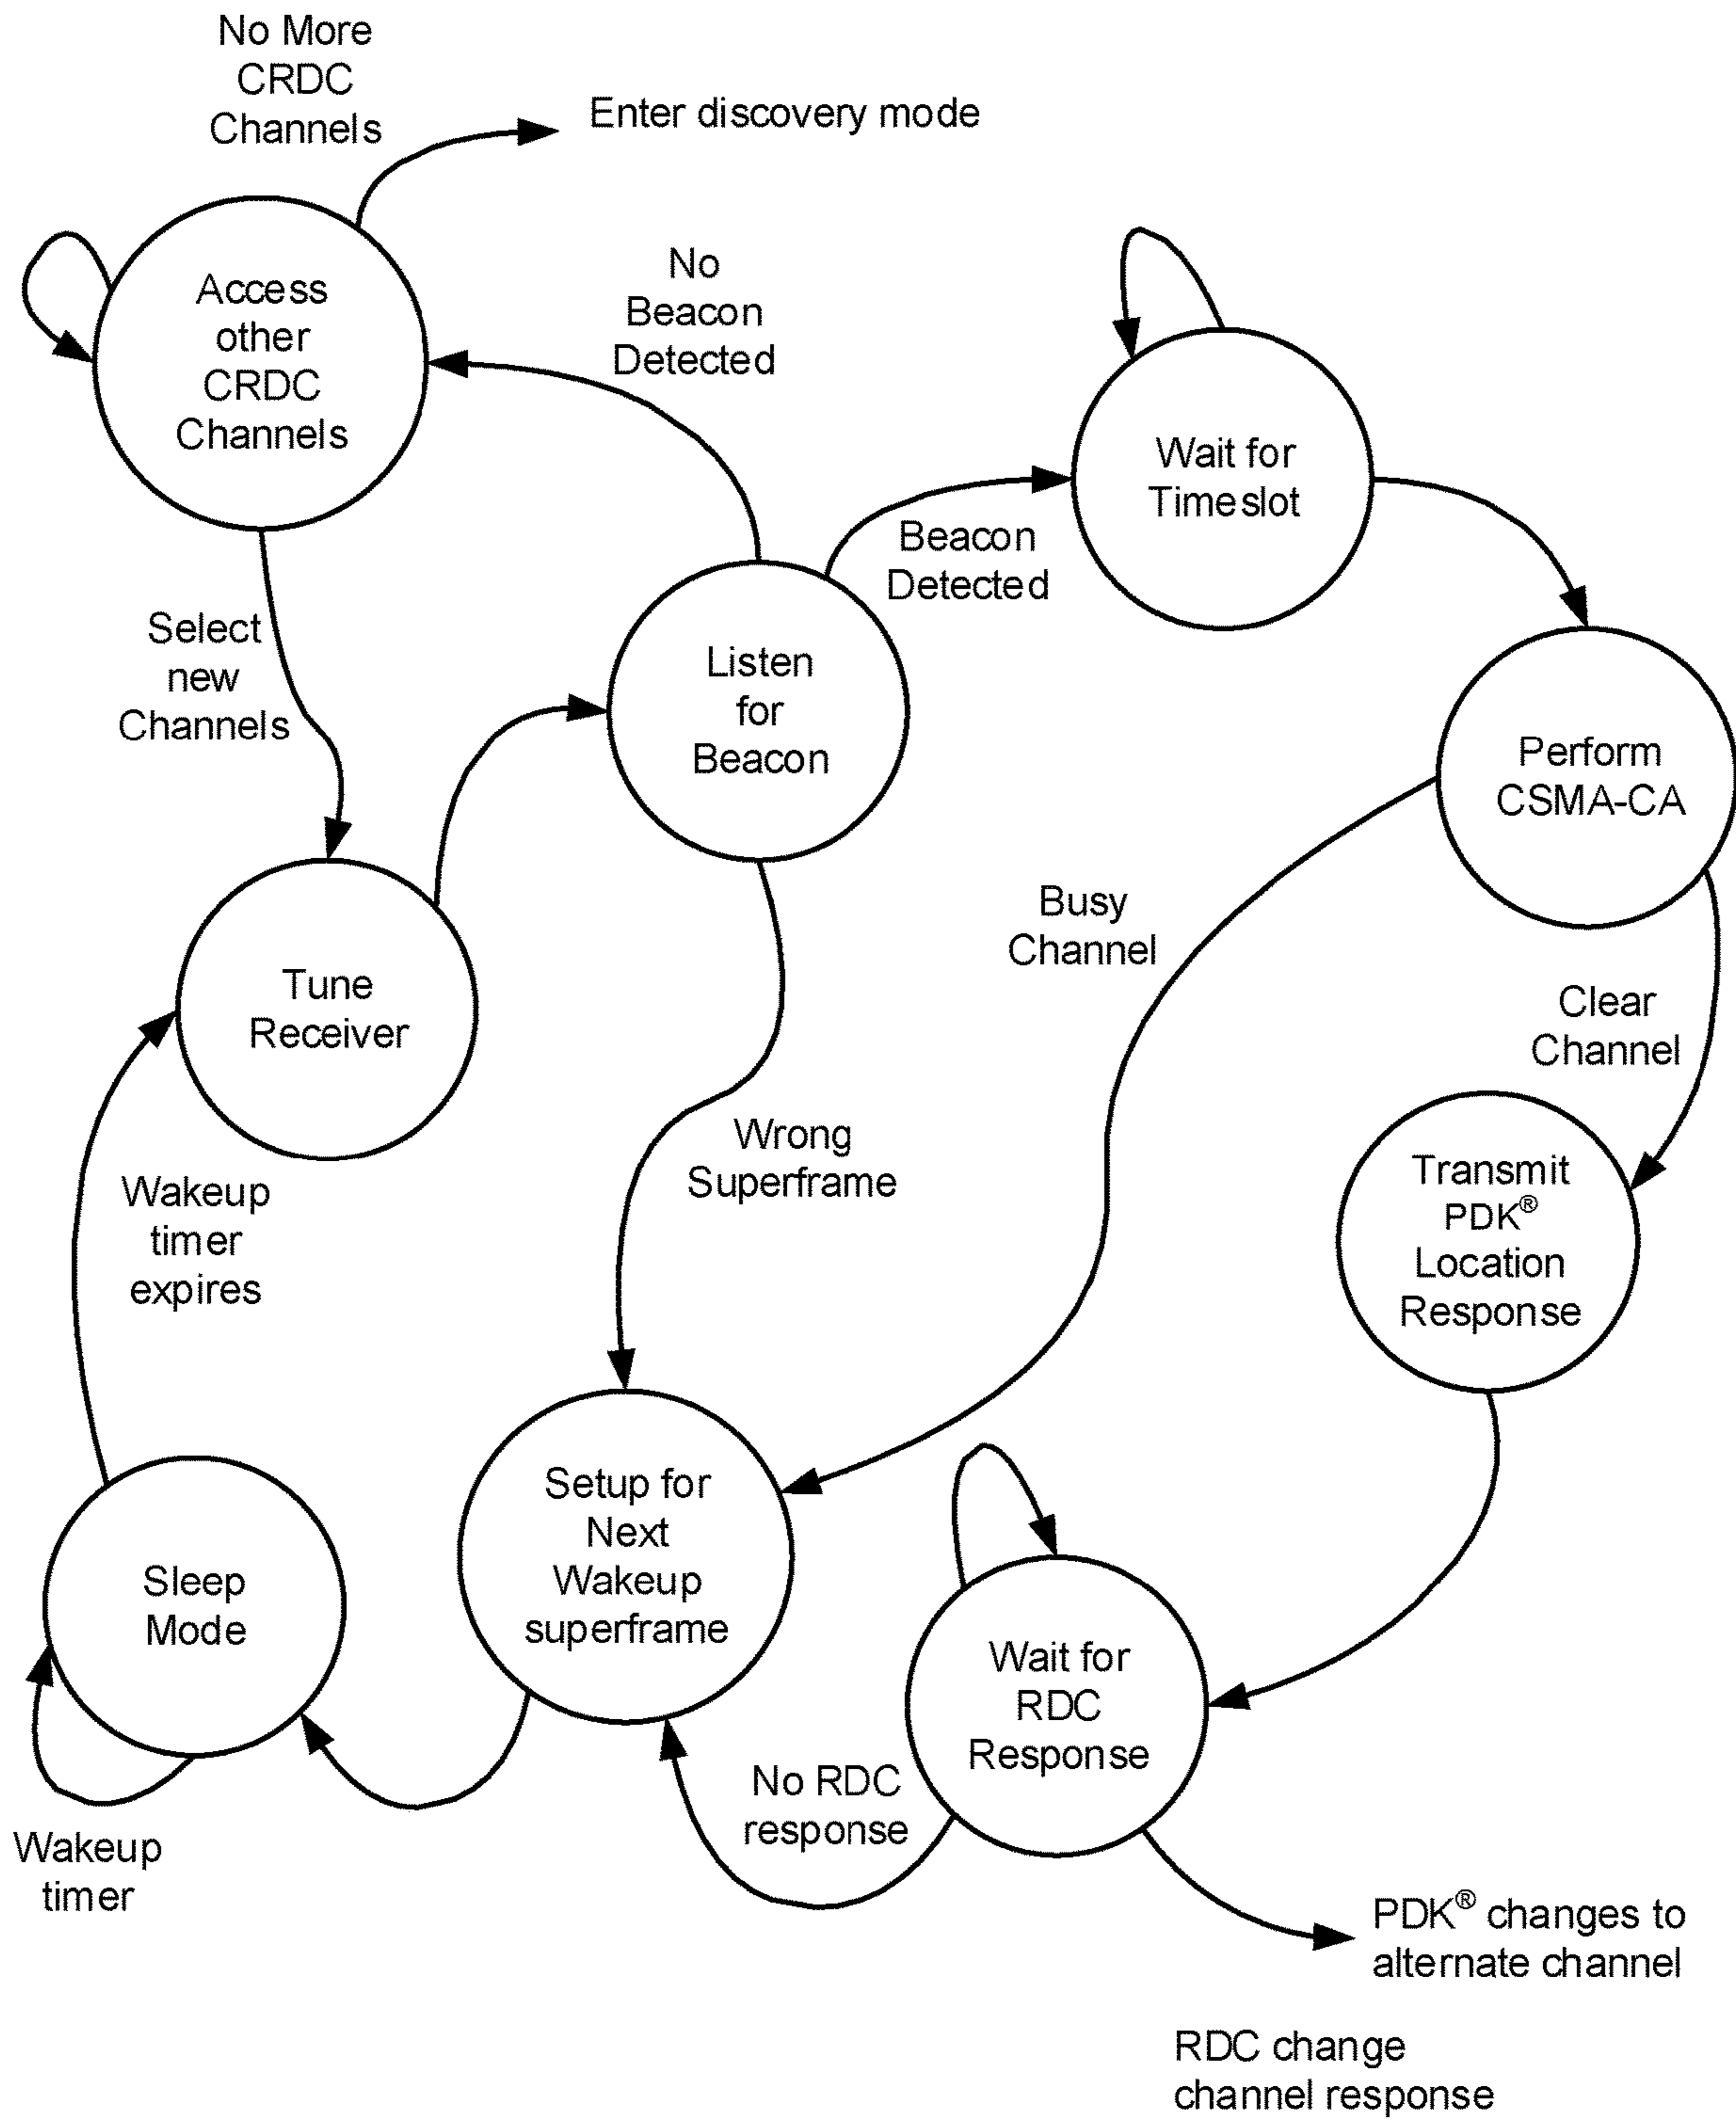 No More
CRDC
Channels
Enter discovery mode
Access
other
CRDC
Channels
No
Beacon
Detected
Wait for
Timeslot
Beacon
Detected
Select
new
Channels
Listen
for
Beacon
Perform
CSMA-CA
Busy
Channel
Clear
Channel
Tune
Receiver
Wrong
Superframe
Wakeup
timer
expires
Transmit
PDK®
Location
Response
Setup for
Next
Wakeup
superframe
Sleep
Mode
Wait for
RDC
Response
No RDC
response
Wakeup
timer
PDK® changes to
alternate channel
RDC change
channel response